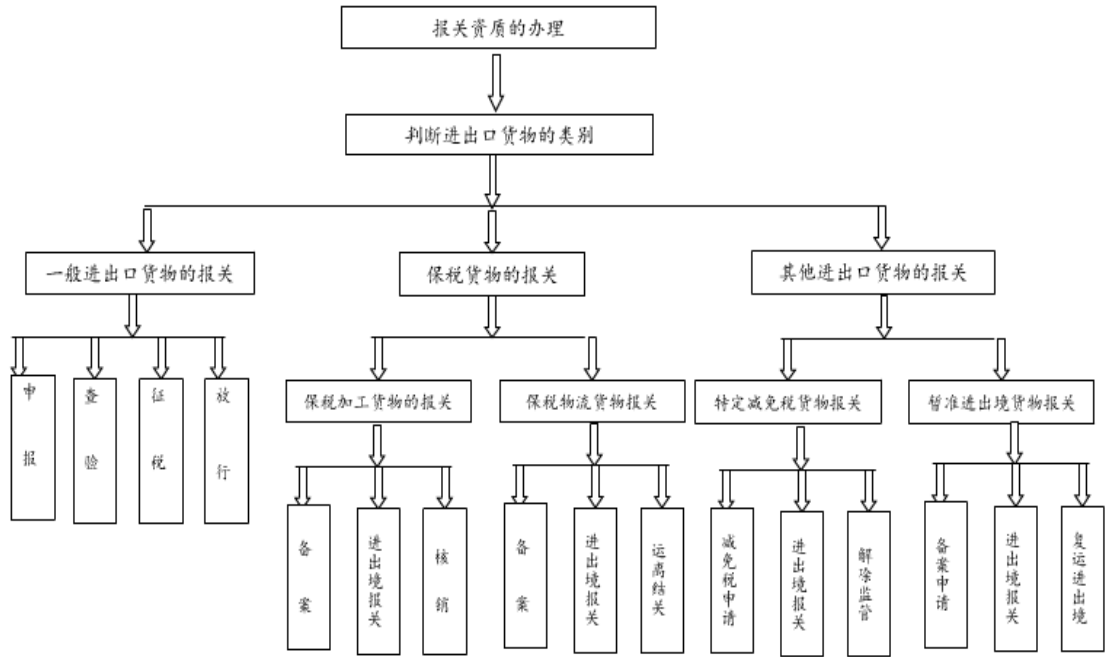 报关资质的办理
判断进出口货物的类别
一般进出口货物的报关
保税货物的报关
其他进出口货物的报关
申报
查验
征税
放行
保税加工货物的报关
保税物流货物报关
特定减免税货物报关
暂准进出境货物报关
备案
进出境报关
核销
备案
进出境报关
运离结关
减免税申请
进出境报关
解除监管
备案申请
进出境报关
复运进出境